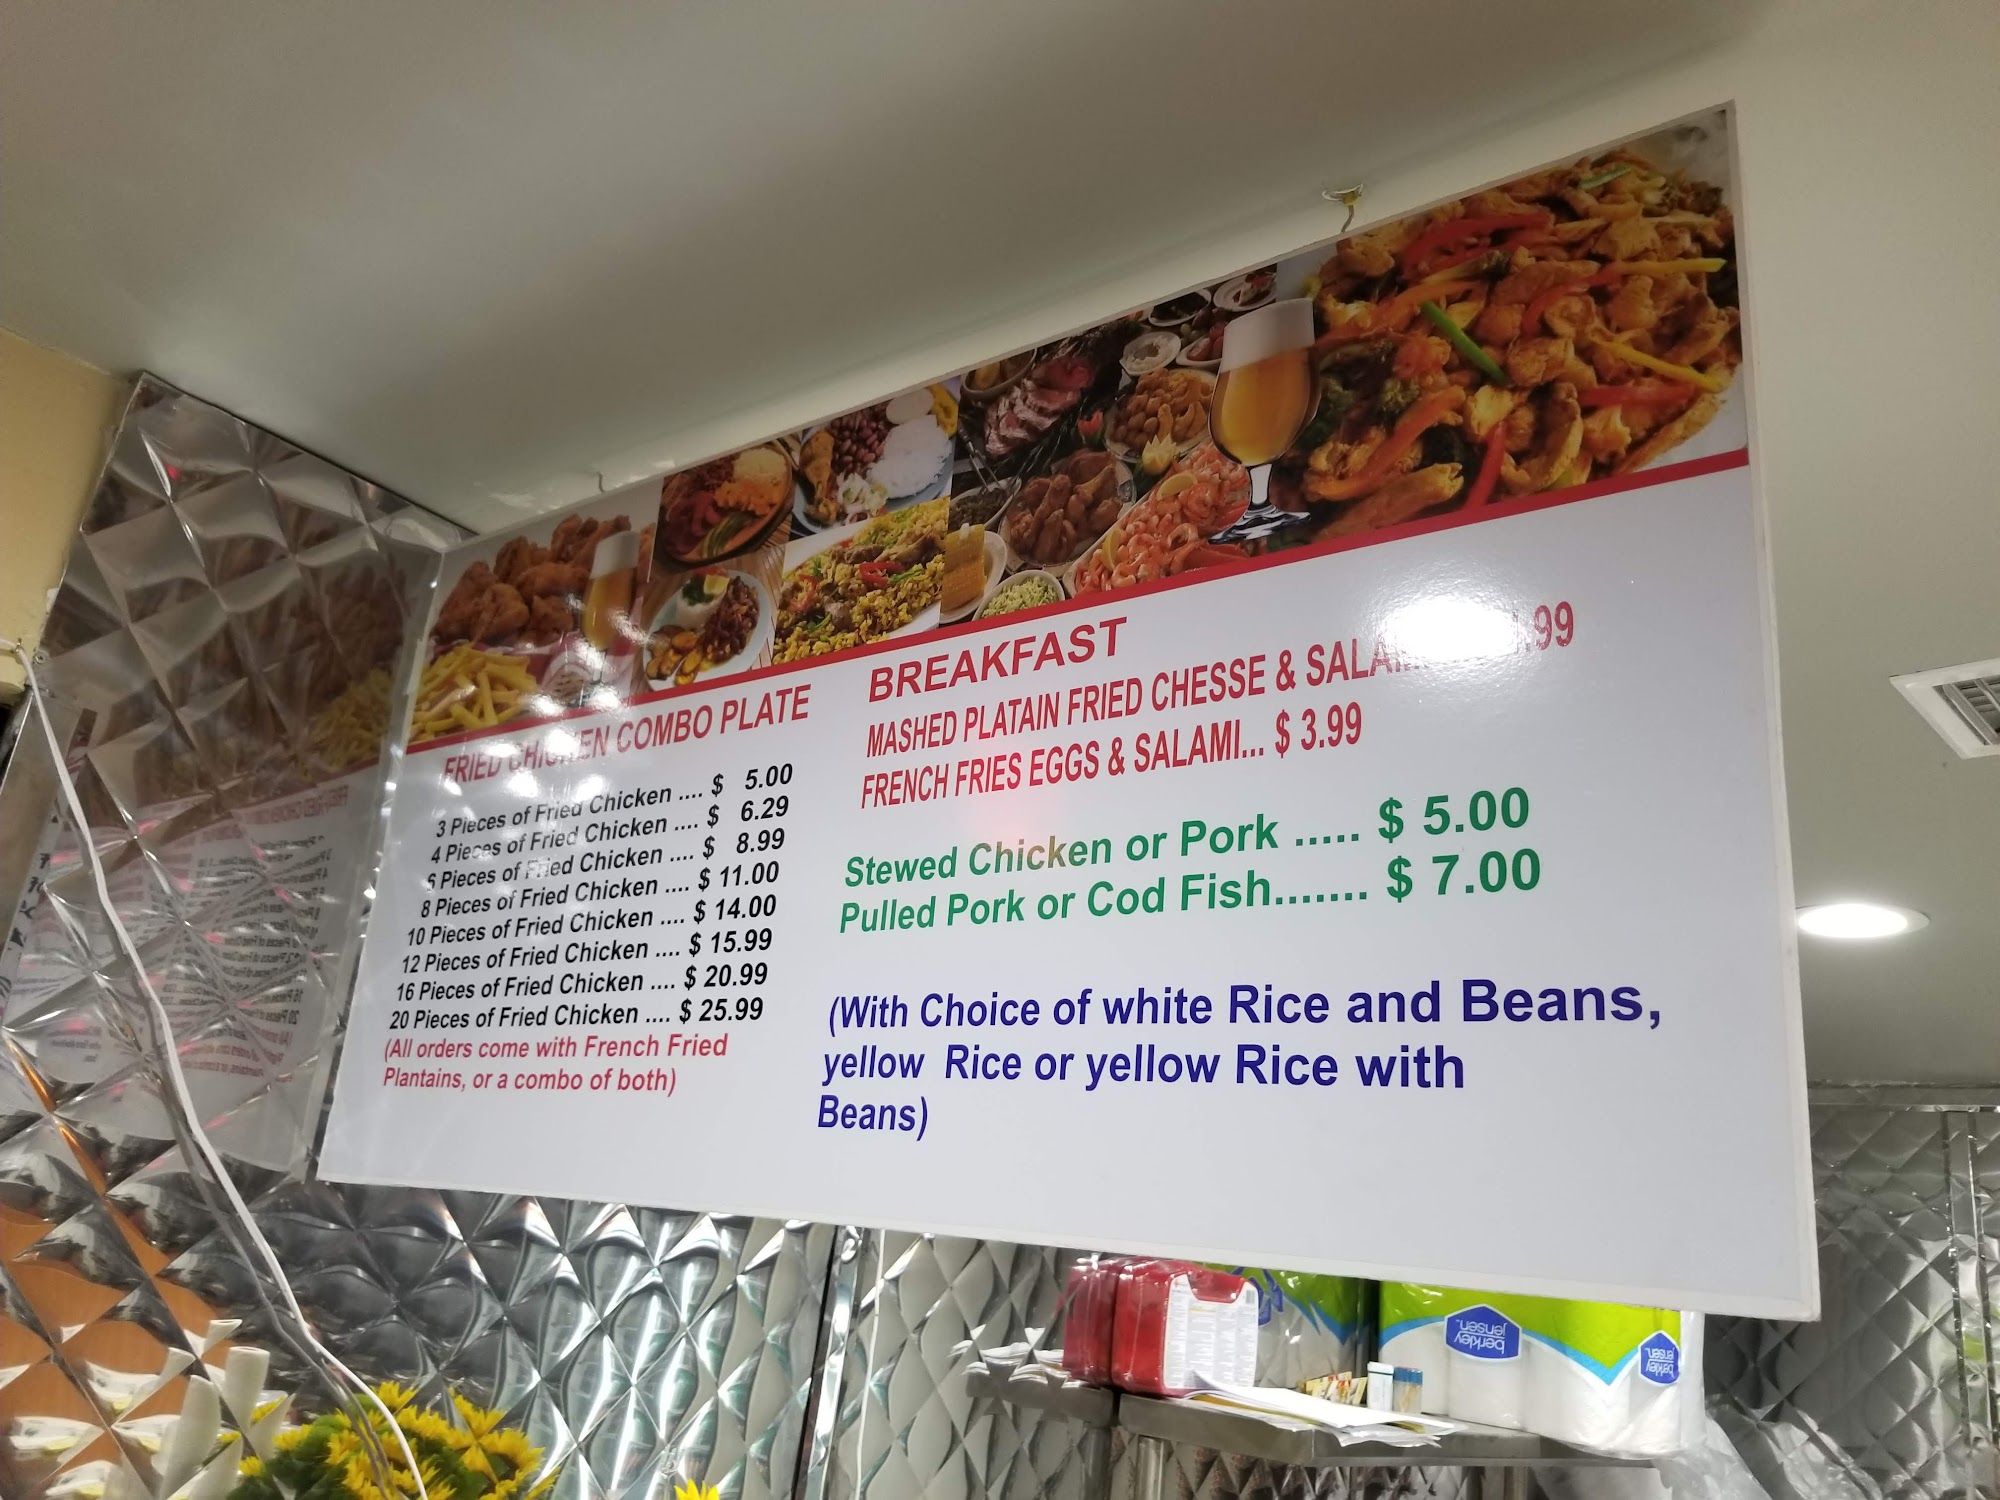 FRIED CHICKEN COMBO PLATE
3 Pieces of Fried Chicken .... $ 5.00
4 Pieces of Fried Chicken .... $ 6.29
6 Pieces of Fried Chicken .... $ 8.99
8 Pieces of Fried Chicken .... $ 11.00
10 Pieces of Fried Chicken .... $ 14.00
12 Pieces of Fried Chicken .... $ 15.99
16 Pieces of Fried Chicken .... $ 20.99
20 Pieces of Fried Chicken .... $ 25.99
(All orders come with French Fried
Plantains, or a combo of both)
BREAKFAST
MASHED PLATAIN FRIED CHESSE &
FRENCH FRIES EGGS & SALAMI... $ 3.99
Stewed Chicken or Pork ..... $ 5.00
Pulled Pork or Cod Fish....... $ 7.00
(With Choice of white Rice and Beans,
yellow Rice or yellow Rice with
Beans)
berkley
jensen
berkley
jensen